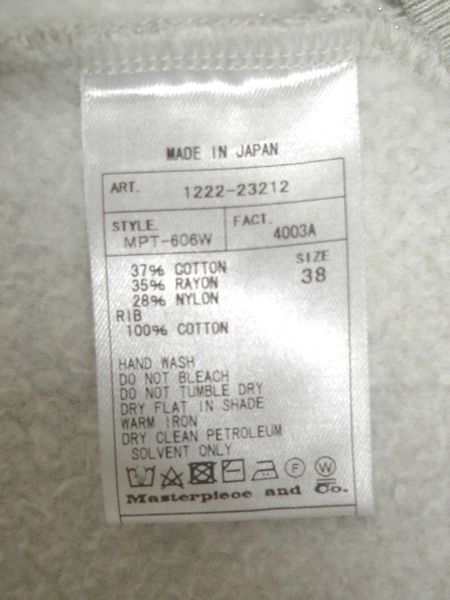 MADE IN JAPAN
ART. 1222-23212
STYLE FACT.
MPT-606W 4003A
37% COTTON SIZE
35% RAYON 38
28% NYLON
RIB
100% COTTON
HAND WASH
DO NOT BLEACH
DO NOT TUMBLE DRY
DRY FLAT IN SHADE
WARM IRON
DRY CLEAN PETROLEUM
SOLVENT ONLY
F W
Masterpiece and Co.